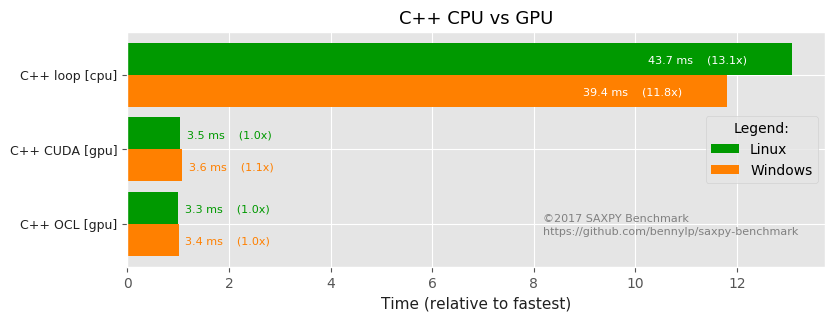 C++ CPU vs GPU
C++ loop [cpu]
43.7 ms (13.1x)
39.4 ms (11.8x)
C++ CUDA [gpu]
3.5 ms (1.0x)
3.6 ms (1.1x)
Legend:
Linux
Windows
C++ OCL [gpu]
3.3 ms (1.0x)
3.4 ms (1.0x)
©2017 SAXPY Benchmark
https://github.com/bennylp/saxpy-benchmark
0 2 4 6 8 10 12
Time (relative to fastest)